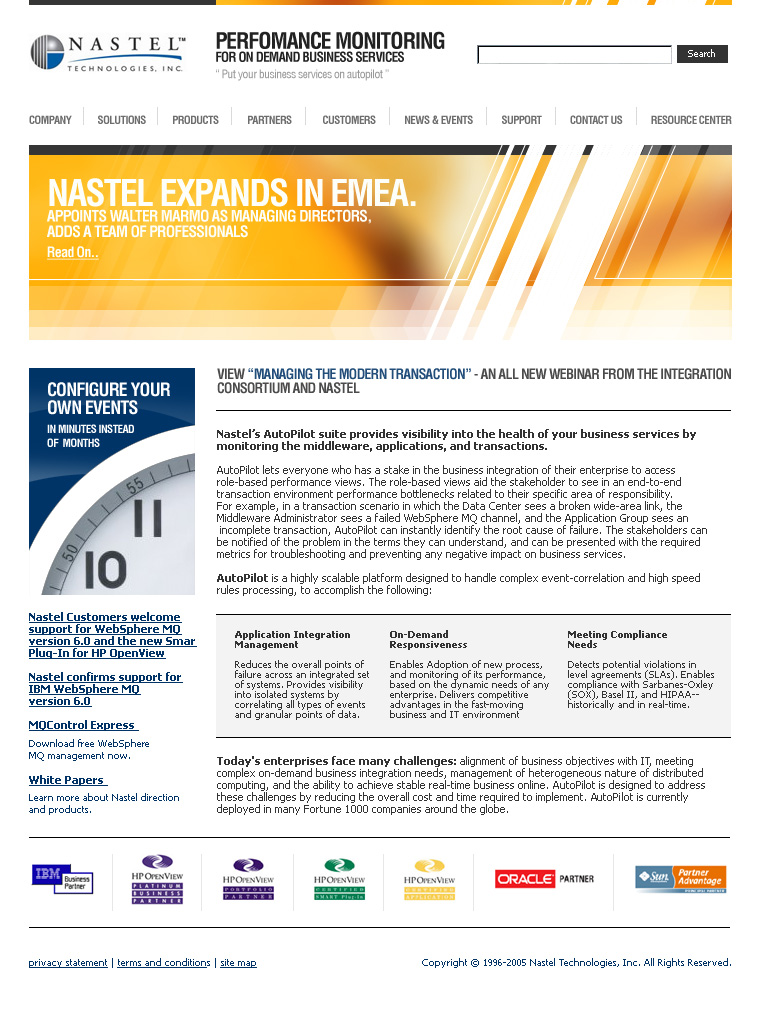 NASTEL™
TECHNOLOGIES, INC.
PERFOMANCE MONITORING
FOR ON DEMAND BUSINESS SERVICES
“ Put your business services on autopilot ”
Search
COMPANY SOLUTIONS PRODUCTS PARTNERS CUSTOMERS NEWS & EVENTS SUPPORT CONTACT US RESOURCE CENTER
NASTEL EXPANDS IN EMEA.
APPOINTS WALTER MARMO AS MANAGING DIRECTORS,
ADDS A TEAM OF PROFESSIONALS
Read On..
CONFIGURE YOUR
OWN EVENTS
IN MINUTES INSTEAD
OF MONTHS
55
11
50
10
Nastel Customers welcome
support for WebSphere MQ
version 6.0 and the new Smar
Plug-In for HP OpenView
Nastel confirms support for
IBM WebSphere MQ
version 6.0
MQControl Express
Download free WebSphere
MQ management now.
White Papers
Learn more about Nastel direction
and products.
VIEW “MANAGING THE MODERN TRANSACTION” - AN ALL NEW WEBINAR FROM THE INTEGRATION
CONSORTIUM AND NASTEL
Nastel’s AutoPilot suite provides visibility into the health of your business services by
monitoring the middleware, applications, and transactions.
AutoPilot lets everyone who has a stake in the business integration of their enterprise to access
role-based performance views. The role-based views aid the stakeholder to see in an end-to-end
transaction environment performance bottlenecks related to their specific area of responsibility.
For example, in a transaction scenario in which the Data Center sees a broken wide-area link, the
Middleware Administrator sees a failed WebSphere MQ channel, and the Application Group sees an
incomplete transaction, AutoPilot can instantly identify the root cause of failure. The stakeholders can
be notified of the problem in the terms they can understand, and can be presented with the required
metrics for troubleshooting and preventing any negative impact on business services.
AutoPilot is a highly scalable platform designed to handle complex event-correlation and high speed
rules processing, to accomplish the following:
Application Integration
Management
Reduces the overall points of
failure across an integrated set
of systems. Provides visibility
into isolated systems by
correlating all types of events
and granular points of data.
On-Demand
Responsiveness
Enables Adoption of new process,
and monitoring of its performance,
based on the dynamic needs of any
enterprise. Delivers competitive
advantages in the fast-moving
business and IT environment
Meeting Compliance
Needs
Detects potential violations in
level agreements (SLAs). Enables
compliance with Sarbanes-Oxley
(SOX), Basel II, and HIPAA--
historically and in real-time.
Today's enterprises face many challenges: alignment of business objectives with IT, meeting
complex on-demand business integration needs, management of heterogeneous nature of distributed
computing, and the ability to achieve stable real-time business online. AutoPilot is designed to address
these challenges by reducing the overall cost and time required to implement. AutoPilot is currently
deployed in many Fortune 1000 companies around the globe.
IBM Business
Partner
HP OPENVIEW
PLATINUM
BUSINESS
PARTNER
HP OPENVIEW
PORTFOLIO
PARTNER
HP OPENVIEW
CERTIFIED
SMART Plug-In
HP OPENVIEW
CERTIFIED
APPLICATION
ORACLE PARTNER
Sun Partner
Advantage
PRINCIPAL PARTNER
privacy statement | terms and conditions | site map
Copyright © 1996-2005 Nastel Technologies, Inc. All Rights Reserved.